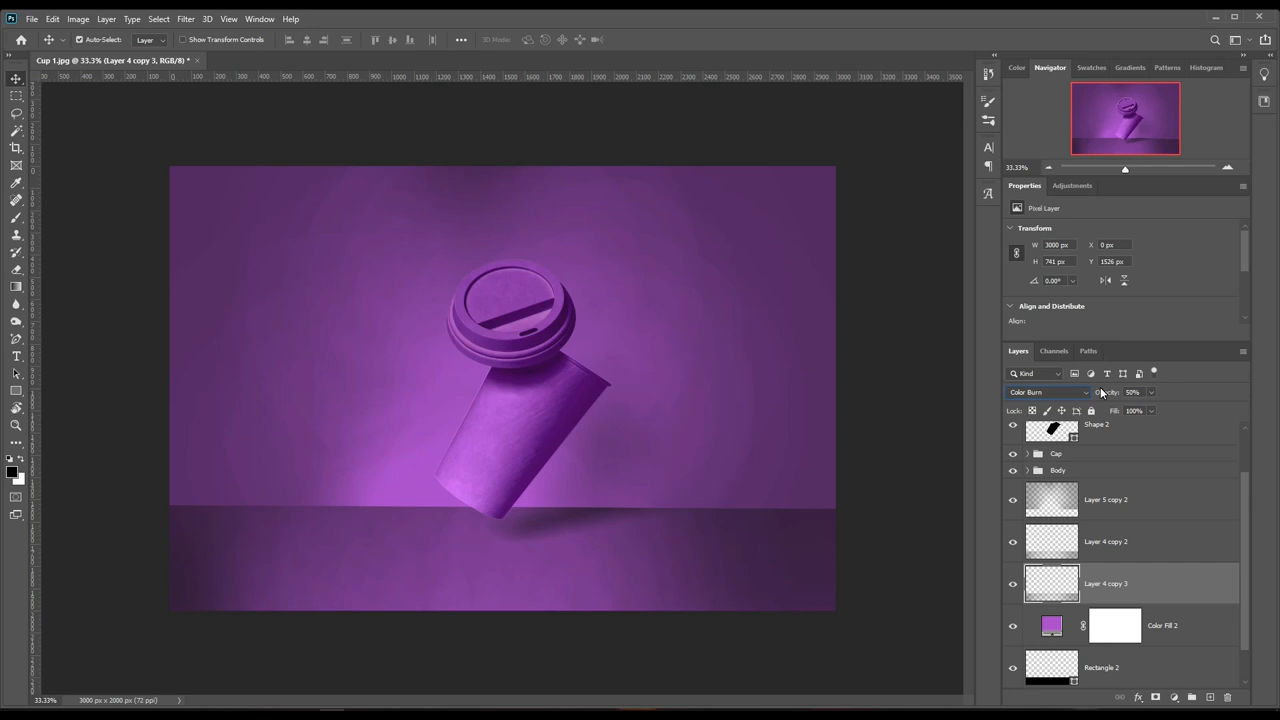 Ps File Edit Image Layer Type Select Filter 3D View Window Help
Auto-Select: Layer Show Transform Controls 3D Mode:
Cup 1.jpg @ 33.3% (Layer 4 copy 3, RGB/8) * ×
Color Navigator Swatches Gradients Patterns Histogram
33.33%
Properties Adjustments
Pixel Layer
Transform
W 3000 px X 0 px
H 741 px Y 1526 px
0.00°
Align and Distribute
Align:
Layers Channels Paths
Kind
Color Burn Opacity: 50%
Lock: Fill: 100%
Shape 2
Cap
Body
Layer 5 copy 2
Layer 4 copy 2
Layer 4 copy 3
Color Fill 2
Rectangle 2
33.33% 3000 px x 2000 px (72 ppi)